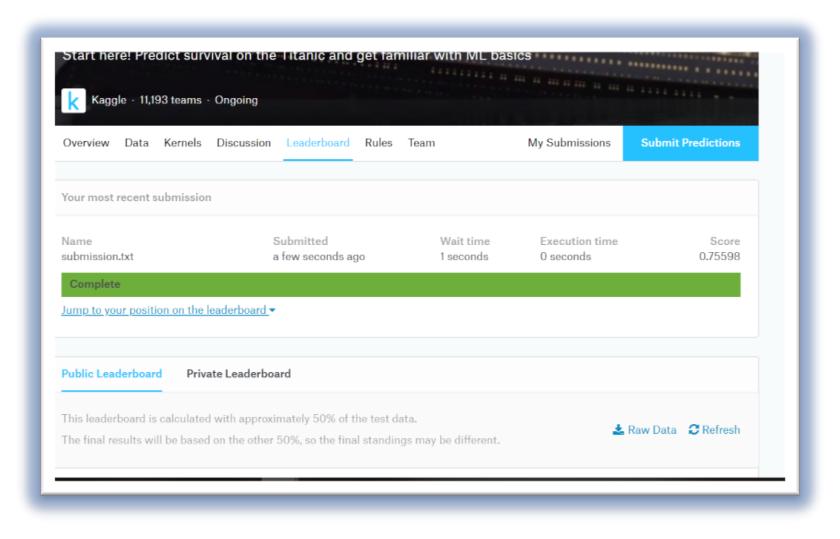 Start here! Predict survival on the Titanic and get familiar with ML basics
k Kaggle · 11,193 teams · Ongoing
Overview Data Kernels Discussion Leaderboard Rules Team My Submissions Submit Predictions
Your most recent submission
Name Submitted Wait time Execution time Score
submission.txt a few seconds ago 1 seconds 0 seconds 0.75598
Complete
Jump to your position on the leaderboard
Public Leaderboard Private Leaderboard
This leaderboard is calculated with approximately 50% of the test data.
The final results will be based on the other 50%, so the final standings may be different.
Raw Data Refresh